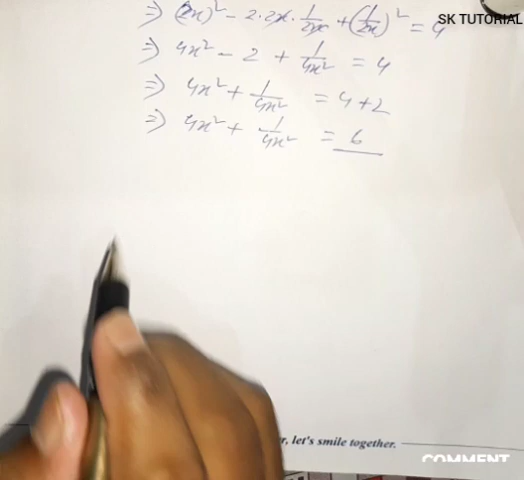 SK TUTORIAL
⇒ (2x)² - 2·2x·1/2x + (1/2x)² = 4
⇒ 4x² - 2 + 1/4x² = 4
⇒ 4x² + 1/4x² = 4+2
⇒ 4x² + 1/4x² = 6
r, let's smile together.
COMMENT